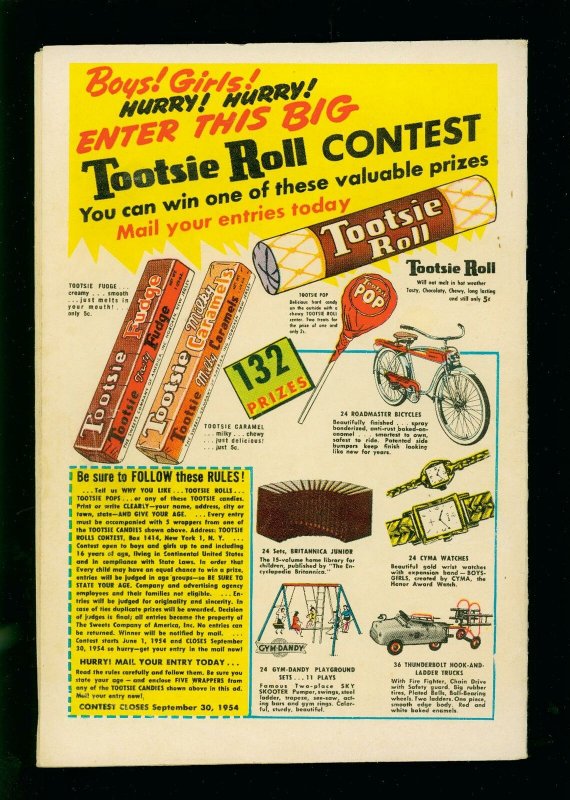 Boys! Girls!
HURRY! HURRY!
ENTER THIS BIG
Tootsie Roll CONTEST
You can win one of these valuable prizes
Mail your entries today
Tootsie
Roll
TOOTSIE FUDGE
creamy . . . smooth
. . . just melts in
your mouth! . . .
only 5c.
Tootsie Fudge
Tootsie Tasty Fudge
Tootsie Milky Caramels
Tootsie Milky Caramels
TOOTSIE POP
Delicious hard candy
on the outside with a
chewy TOOTSIE ROLL
center. Two treats for
the price of one and
only 2c.
Tootsie
POP
Tootsie Roll
Will not melt in hot weather
Tasty, Chocolaty, Chewy, long lasting
and still only 5¢
132
PRIZES
TOOTSIE CARAMEL
. . . milky . . chewy
. . . just delicious!
. . . just 5c.
24 ROADMASTER BICYCLES
Beautifully finished . . . spray
bonderized, anti-rust baked-on-
enamel . . . smartest to own,
safest to ride. Patented side
bumpers keep finish looking
like new for years.
Be sure to FOLLOW these RULES!
. . . Tell us WHY YOU LIKE . . . TOOTSIE ROLLS . . .
TOOTSIE POPS . . . or any of these TOOTSIE candies.
Print or write CLEARLY—your name, address, city or
town, state—AND GIVE YOUR AGE. . . . Every entry
must be accompanied with 5 wrappers from one of
the TOOTSIE CANDIES shown above. Address: TOOTSIE
ROLLS CONTEST, Box 1414, New York 1, N. Y. . . .
Contest open to boys and girls up to and including
16 years of age, living in Continental United States
and in compliance with State Laws. In order that
Every child may have an equal chance to win a prize,
entries will be judged in age groups—so BE SURE TO
STATE YOUR AGE. Company and advertising agency
employees and their families not eligible. . . . En-
tries will be judged for originality and sincerity. In
case of ties duplicate prizes will be awarded. Decision
of judges is final; all entries become the property of
The Sweets Company of America, Inc. No entries can
be returned. Winner will be notified by mail. . . .
Contest starts June 1, 1954 and CLOSES September
30, 1954 so hurry—get your entry in the mail now!
HURRY! MAIL YOUR ENTRY TODAY . . .
Read the rules carefully and follow them. Be sure you
state your age — and enclose FIVE WRAPPERS from
any of the TOOTSIE CANDIES shown above in this ad.
Mail your entry now!
CONTEST CLOSES September 30, 1954
24 Sets, BRITANNICA JUNIOR
The 15-volume home library for
children, published by "The En-
cyclopedia Britannica."
24 CYMA WATCHES
Beautiful gold wrist watches
with expansion band — BOYS-
GIRLS, created by CYMA, the
Honor Award Watch.
GYM-DANDY
24 GYM-DANDY PLAYGROUND
SETS . . . 11 PLAYS
Famous Two-place SKY
SKOOTER Pumper, swings, steel
ladder, trapeze, see-saw, act-
ing bars and gym rings. Color-
ful, sturdy, beautiful.
36 THUNDERBOLT HOOK-AND-
LADDER TRUCKS
With Fire Fighter, Chain Drive
with Safety guard. Big rubber
tires, Plated Bells, Ball-Bearing
wheels. Two ladders. One piece,
smooth edge body. Red and
white baked enamels.